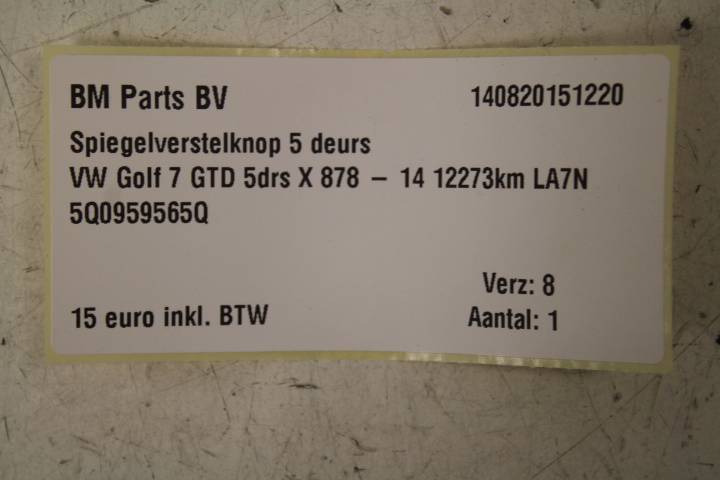 BM Parts BV 140820151220
Spiegelverstelknop 5 deurs
VW Golf 7 GTD 5drs X 878 – 14 12273km LA7N
5Q0959565Q
Verz: 8
15 euro inkl. BTW Aantal: 1